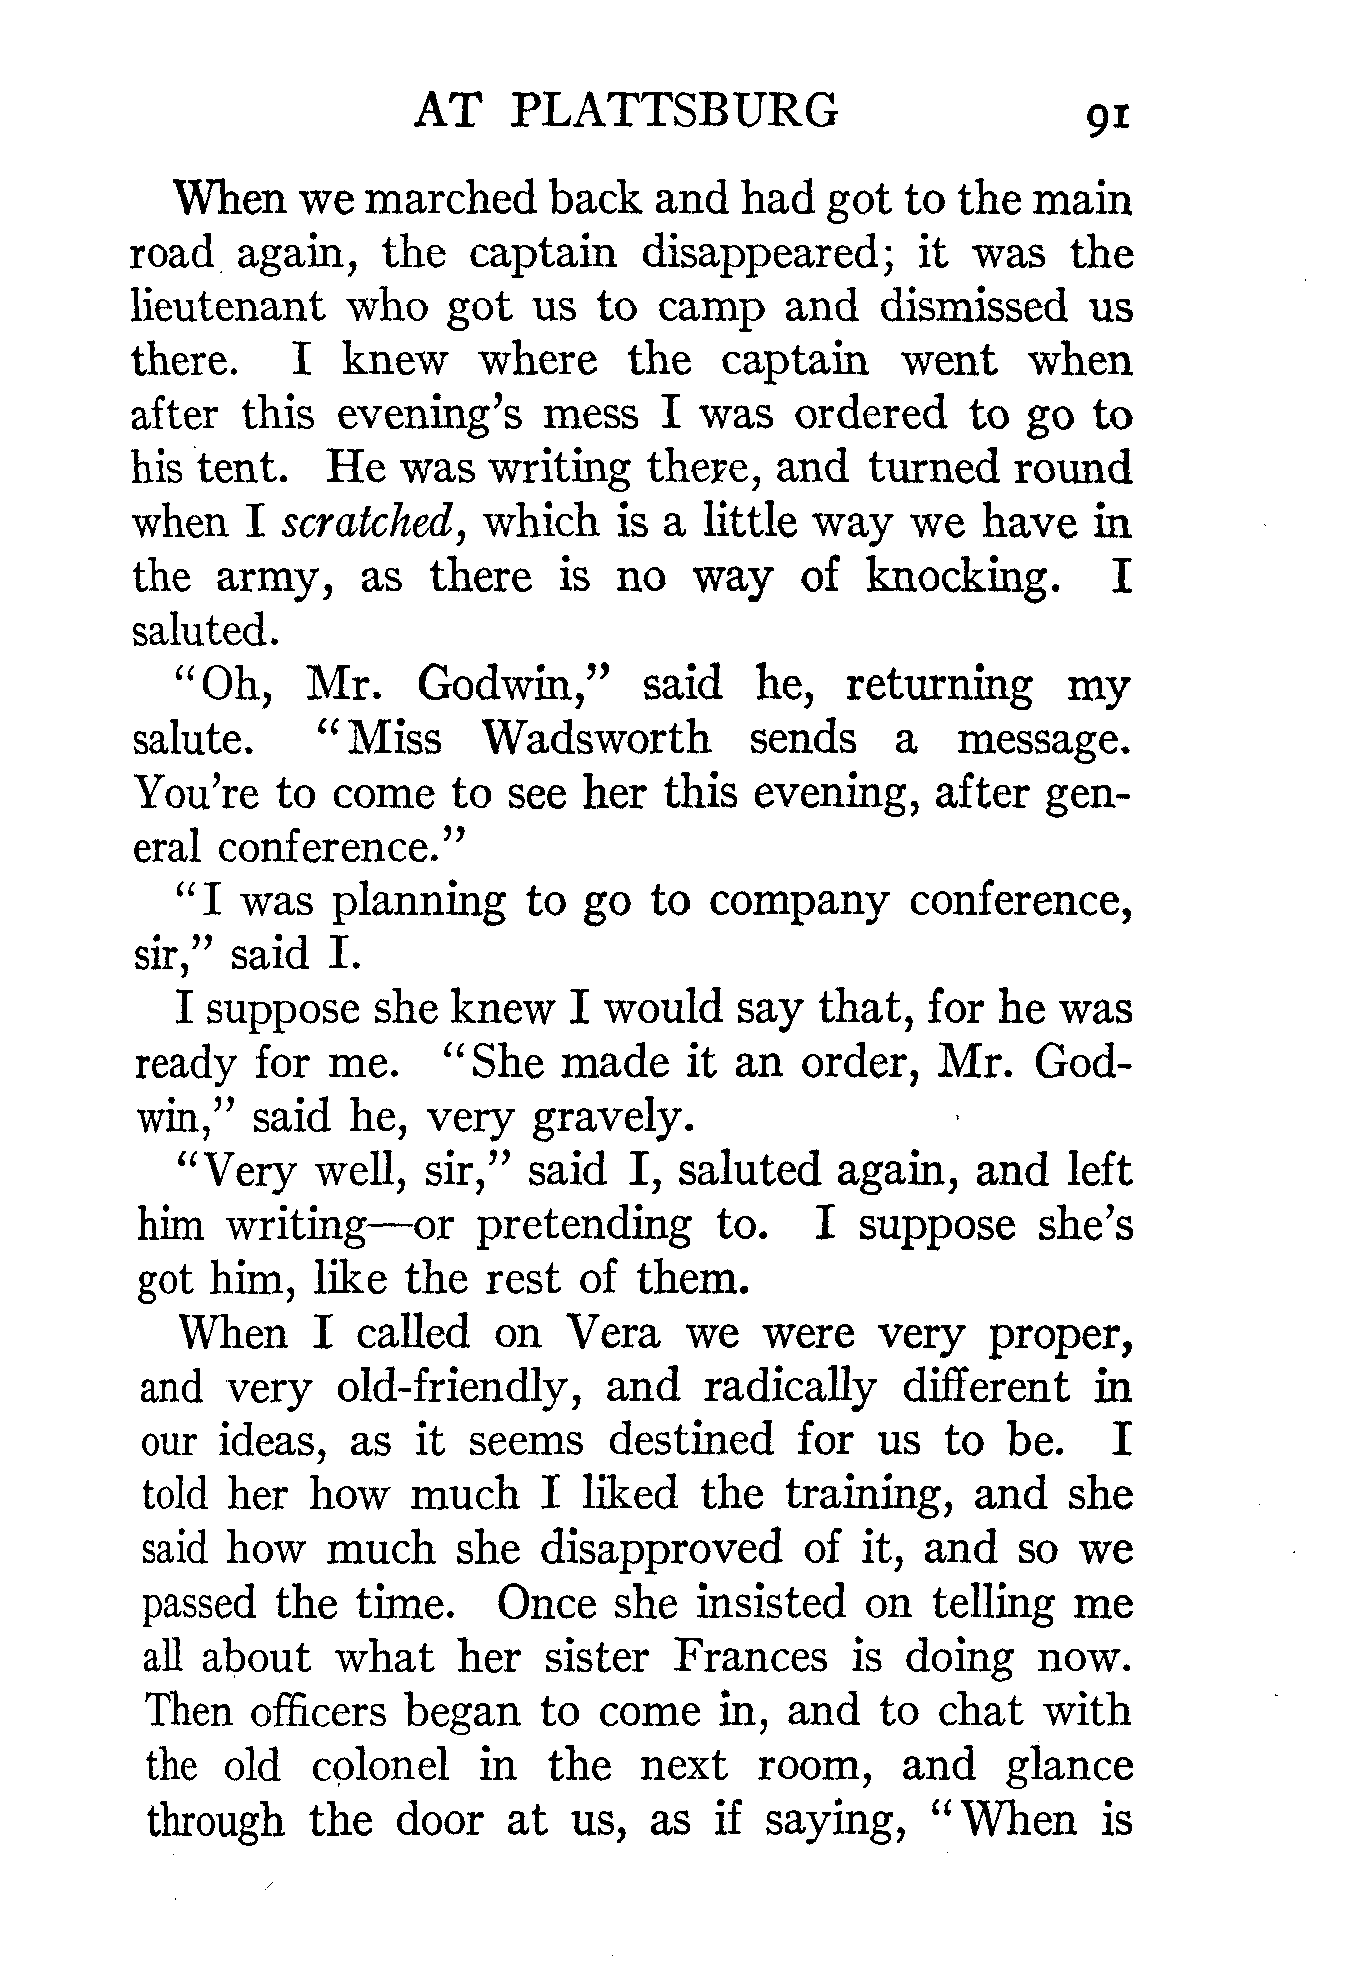 AT PLATTSBURG 91
When we marched back and had got to the main
road again, the captain disappeared; it was the
lieutenant who got us to camp and dismissed us
there. I knew where the captain went when
after this evening's mess I was ordered to go to
his tent. He was writing there, and turned round
when I scratched, which is a little way we have in
the army, as there is no way of knocking. I
saluted.
"Oh, Mr. Godwin," said he, returning my
salute. "Miss Wadsworth sends a message.
You're to come to see her this evening, after gen-
eral conference."
"I was planning to go to company conference,
sir," said I.
I suppose she knew I would say that, for he was
ready for me. "She made it an order, Mr. God-
win," said he, very gravely.
"Very well, sir," said I, saluted again, and left
him writing—or pretending to. I suppose she's
got him, like the rest of them.
When I called on Vera we were very proper,
and very old-friendly, and radically different in
our ideas, as it seems destined for us to be. I
told her how much I liked the training, and she
said how much she disapproved of it, and so we
passed the time. Once she insisted on telling me
all about what her sister Frances is doing now.
Then officers began to come in, and to chat with
the old colonel in the next room, and glance
through the door at us, as if saying, "When is